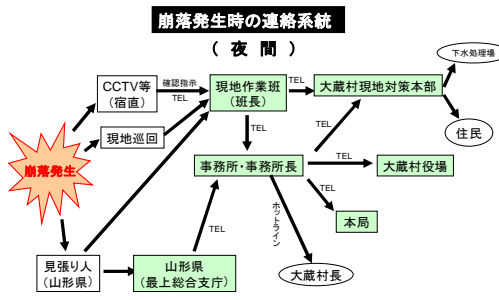 崩落発生時の連絡系統
（夜間）
下水処理場
CCTV等
（宿直）
確認指示
TEL
現地作業班
（班長）
TEL
大蔵村現地対策本部
住民
現地巡回
TEL
TEL
崩落発生
事務所・事務所長
TEL
大蔵村役場
TEL
本局
TEL
ホットライン
見張り人
（山形県）
山形県
（最上総合支庁）
大蔵村長